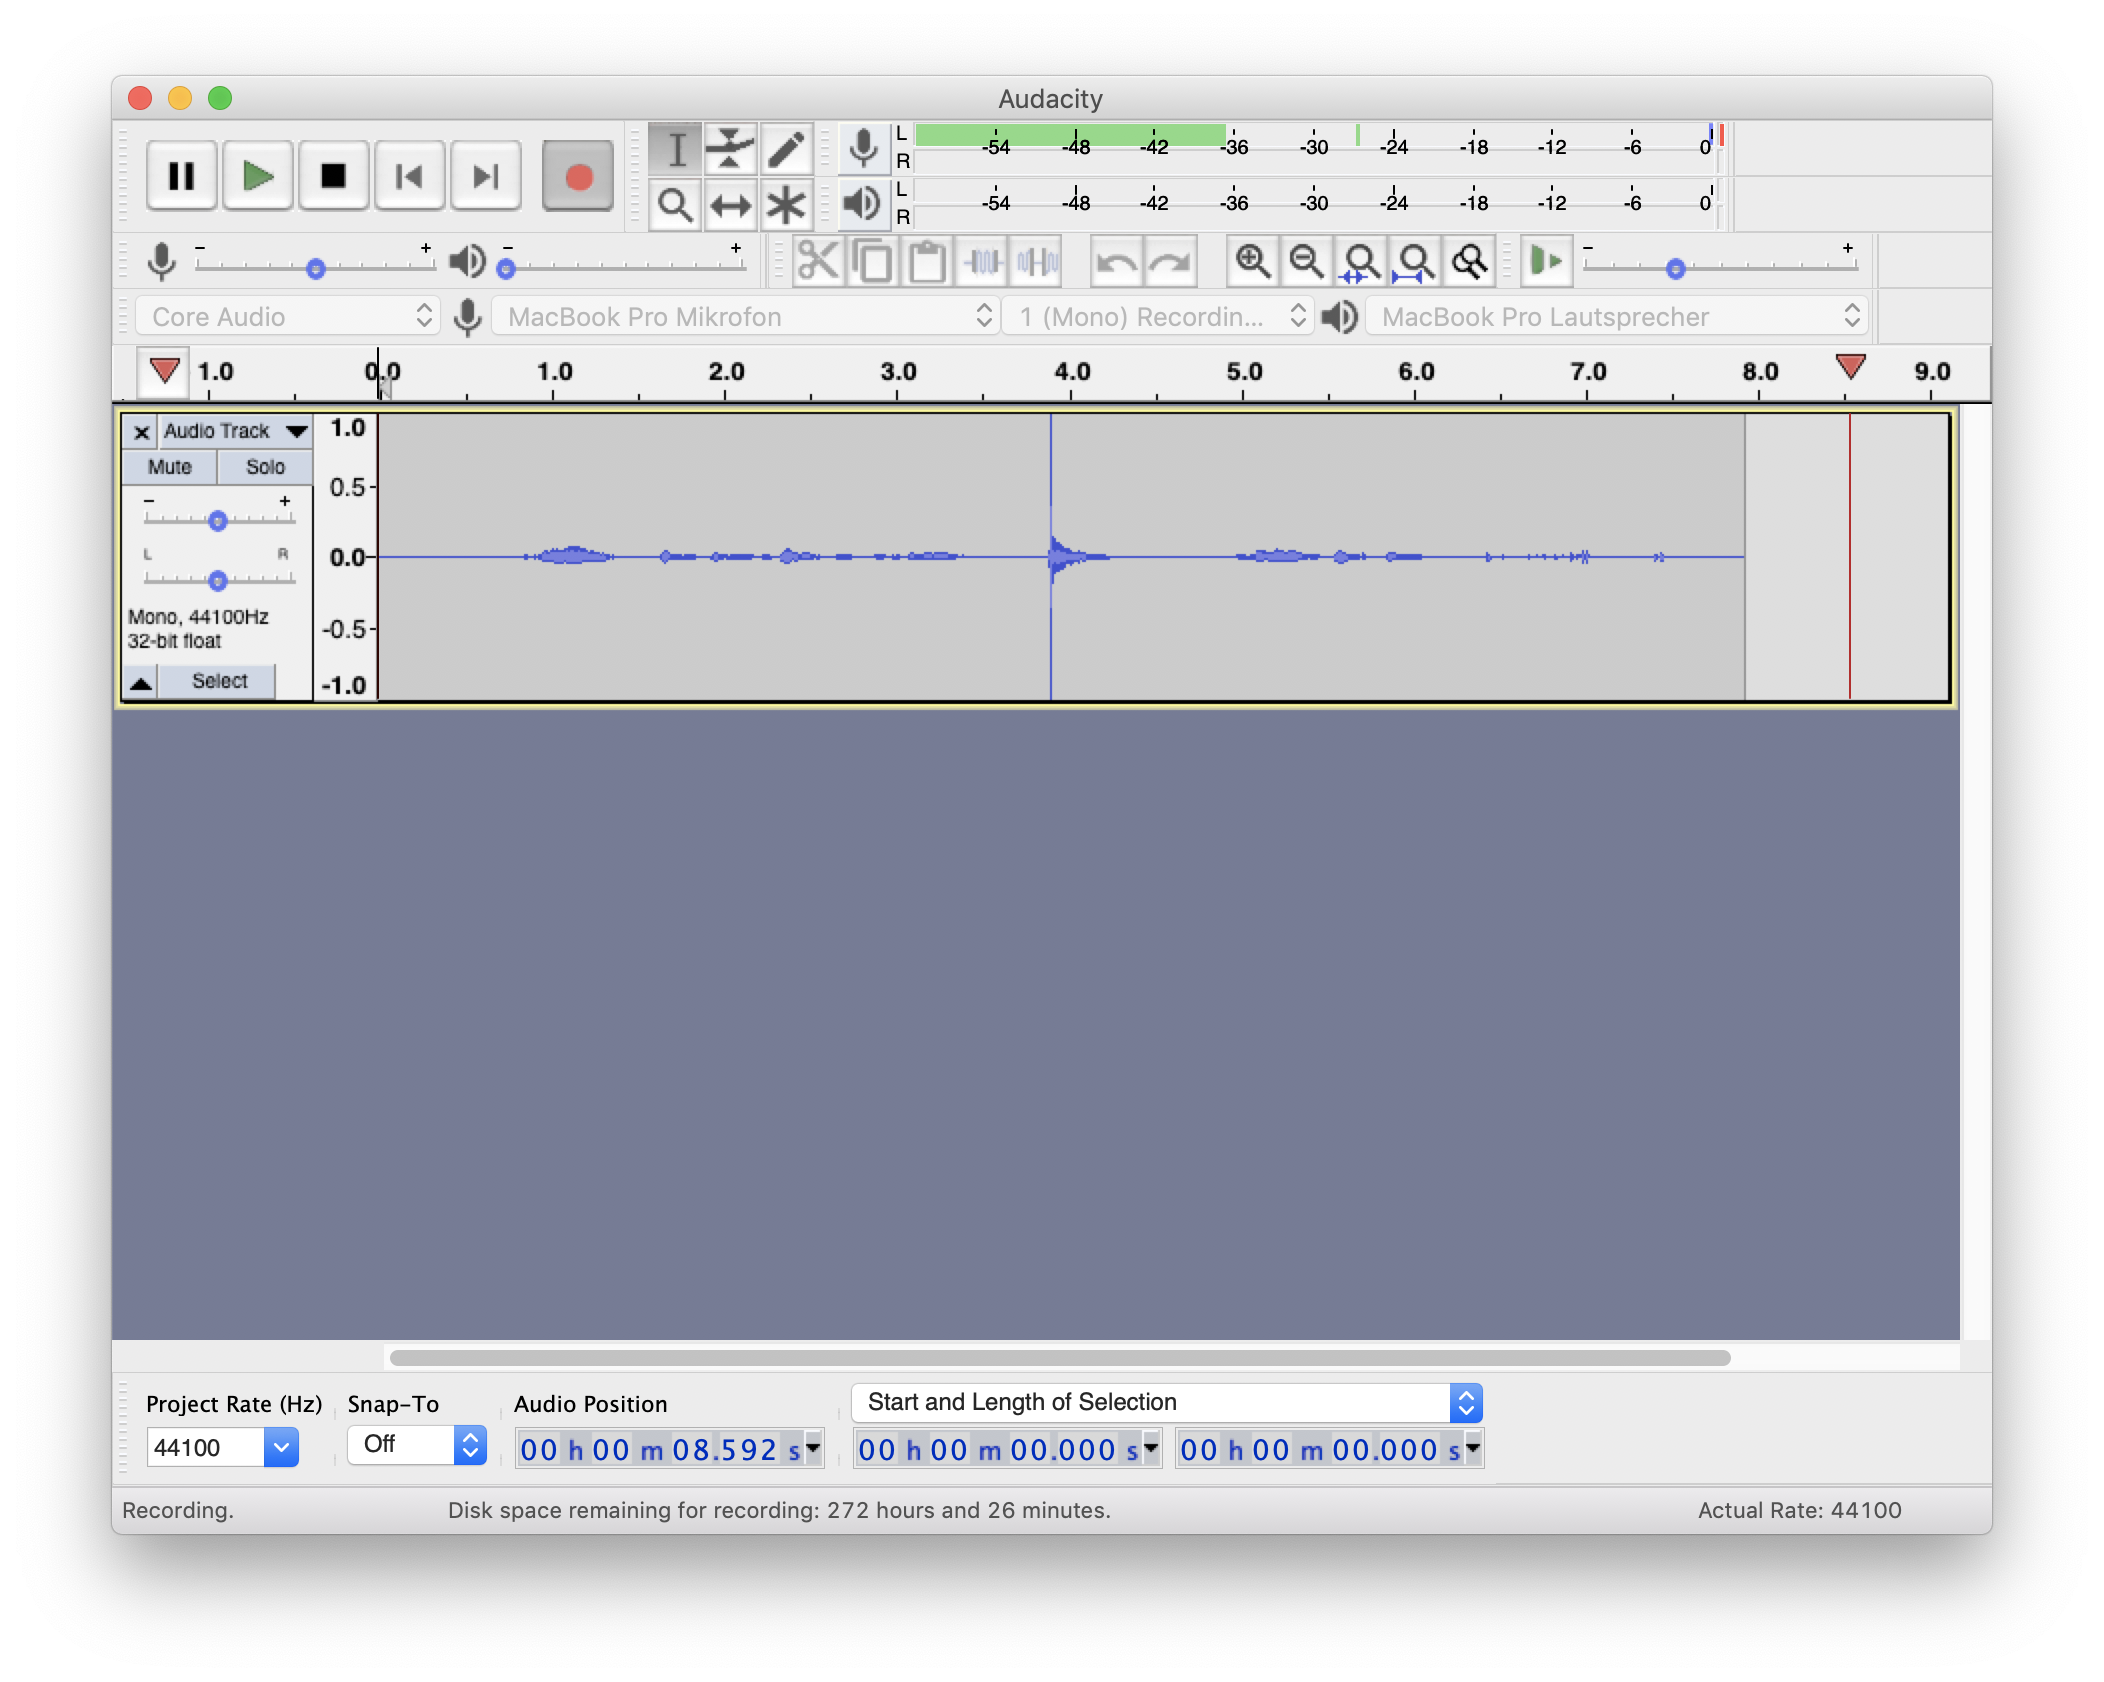 Audacity
L -54 -48 -42 -36 -30 -24 -18 -12 -6 0
R
L -54 -48 -42 -36 -30 -24 -18 -12 -6 0
R
- + - + - +
Core Audio MacBook Pro Mikrofon 1 (Mono) Recordin... MacBook Pro Lautsprecher
1.0 0.0 1.0 2.0 3.0 4.0 5.0 6.0 7.0 8.0 9.0
x Audio Track 1.0
Mute Solo
0.5
- +
L R
0.0
Mono, 44100Hz
-0.5
32-bit float
Select
-1.0
Project Rate (Hz) Snap-To Audio Position Start and Length of Selection
44100 Off 00 h 00 m 08.592 s 00 h 00 m 00.000 s 00 h 00 m 00.000 s
Recording. Disk space remaining for recording: 272 hours and 26 minutes. Actual Rate: 44100